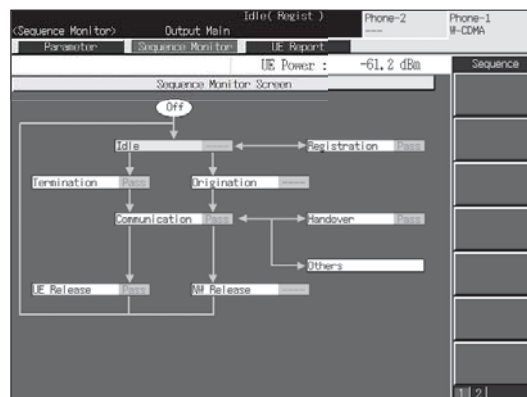 Idle( Regist )
Phone-2
Phone-1
<Sequence Monitor>
Output Main
----
W-CDMA
Parameter
Sequence Monitor
UE Report
UE Power : -61.2 dBm
Sequence
Sequence Monitor Screen
Off
Idle ----
Registration Pass
Termination Pass
Origination ----
Communication Pass
Handover Pass
Others
UE Release Pass
NW Release ----
1 2